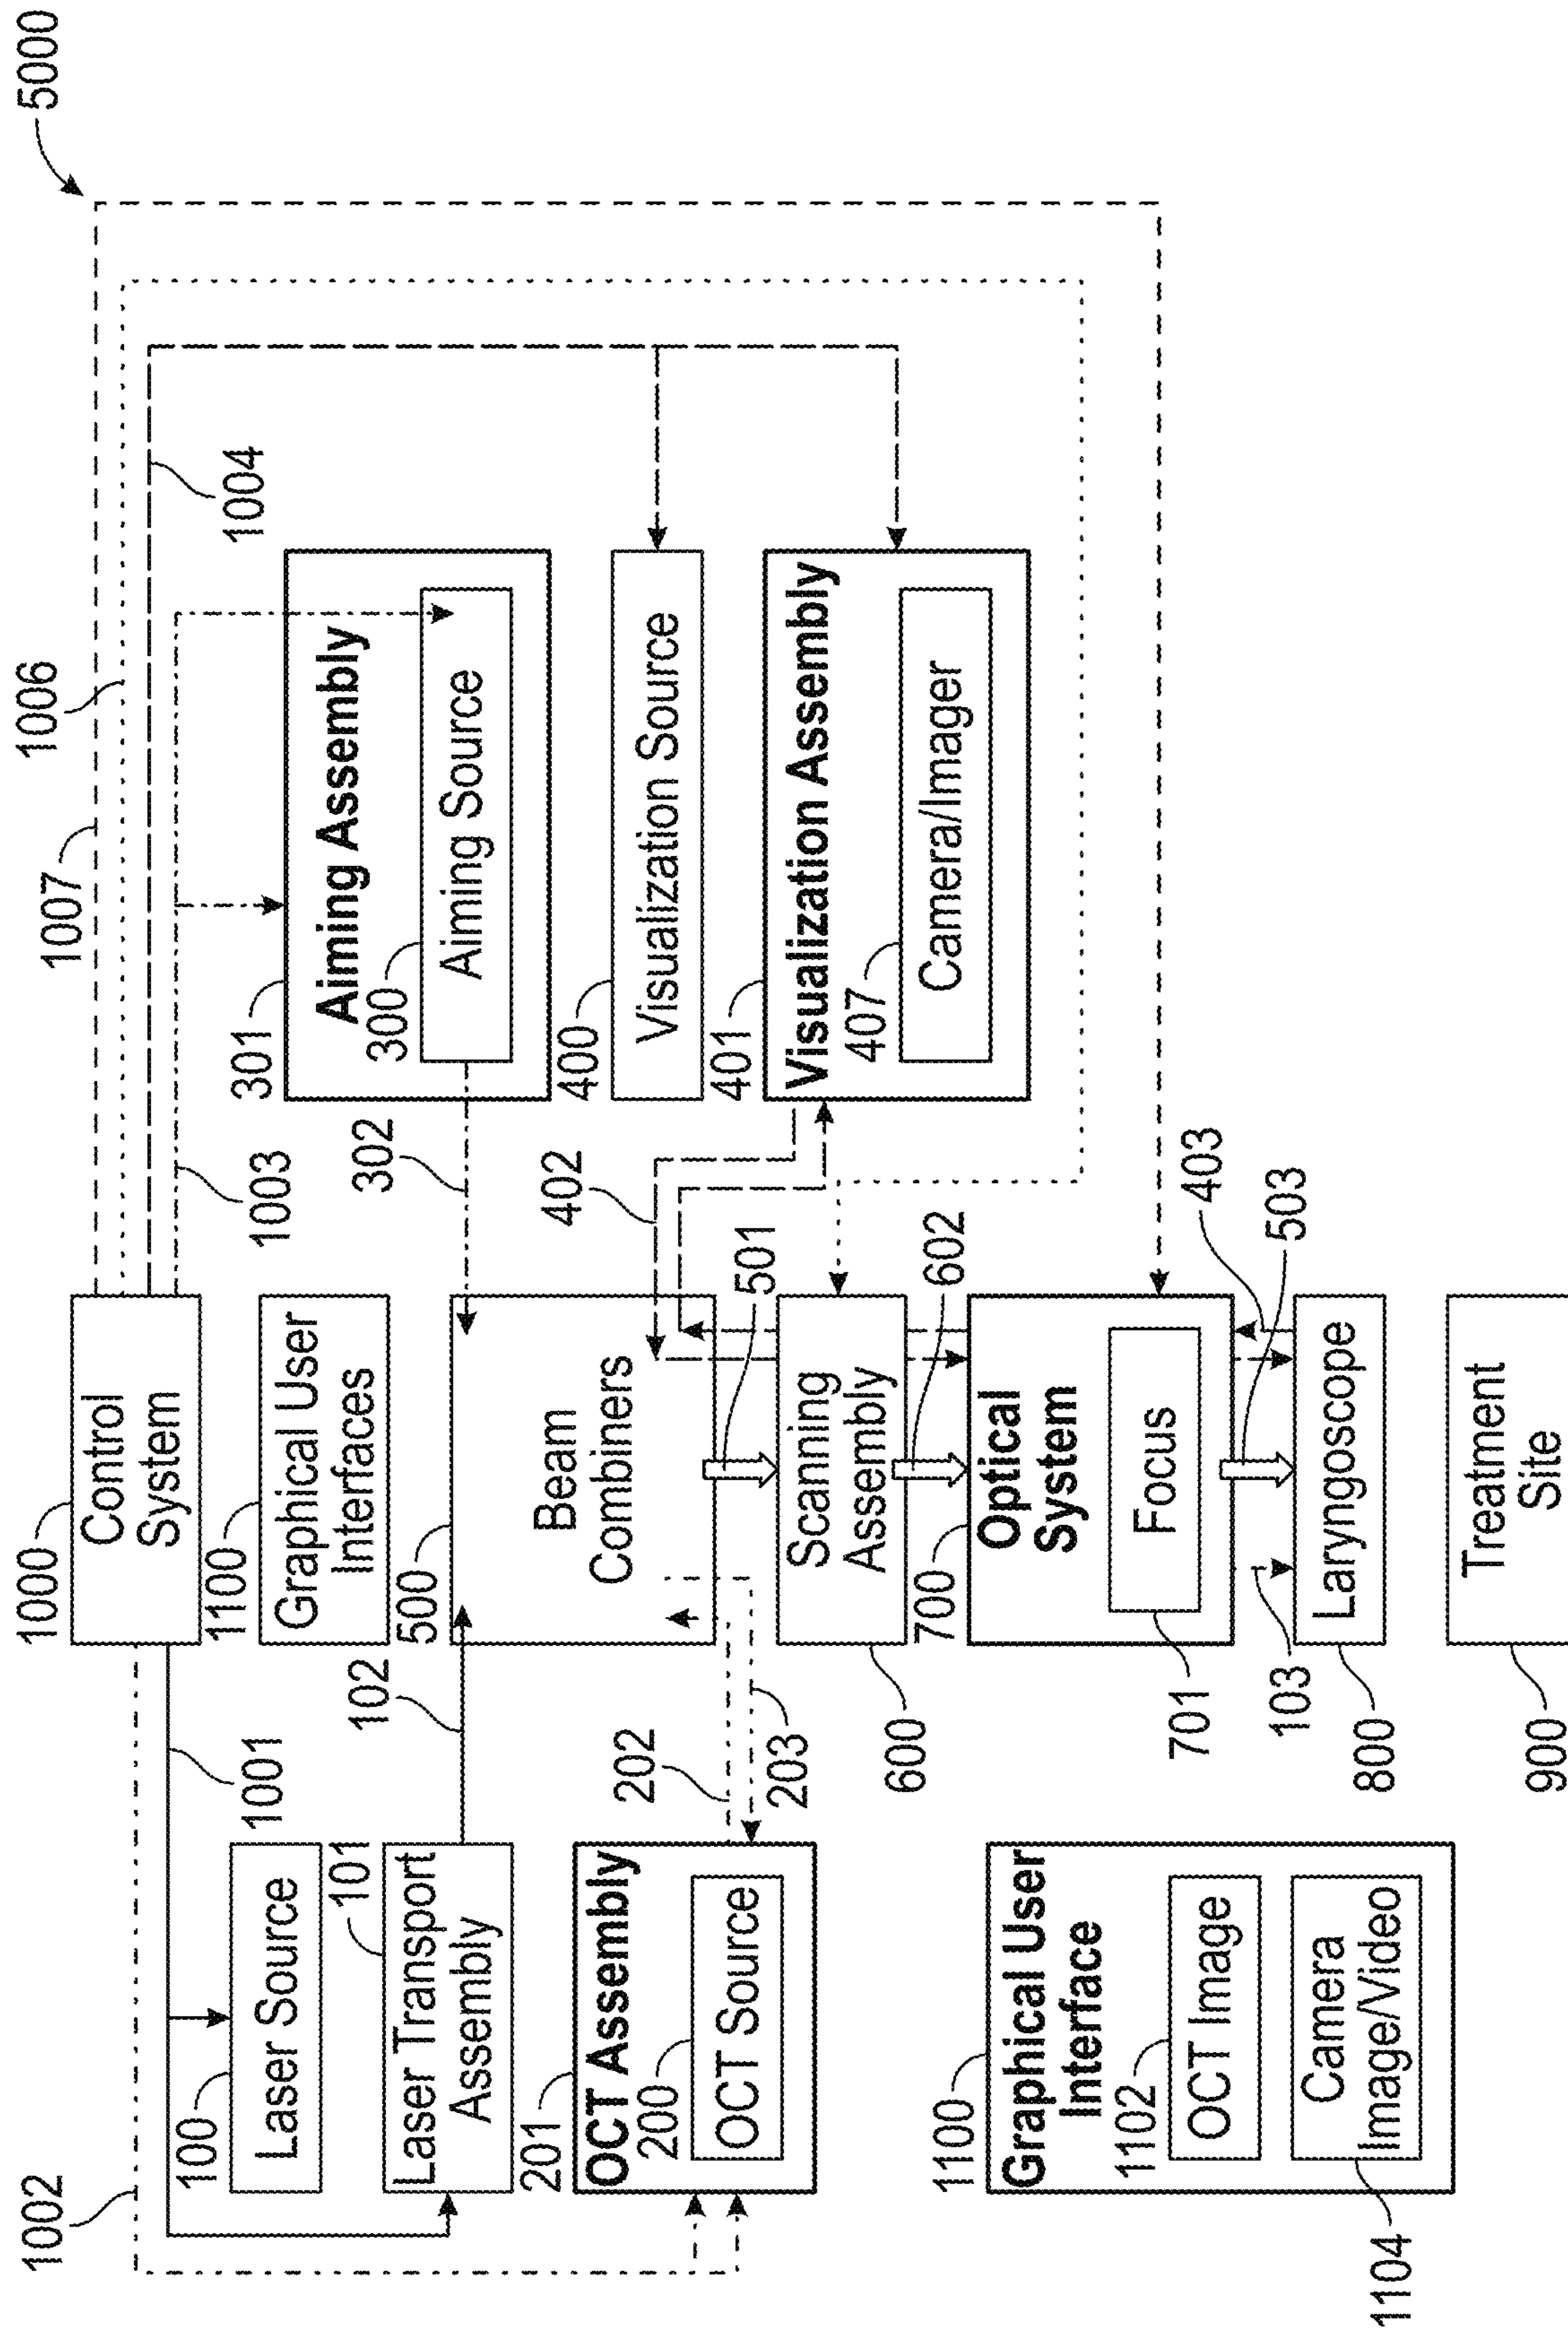 5000
1007
1006
1004
1003
1002
1001
1000
Control
System
1100
Graphical User
Interfaces
100
Laser Source
101
Laser Transport
Assembly
102
201
OCT Assembly
200
OCT Source
202
203
500
Beam
Combiners
501
301
Aiming Assembly
300
Aiming Source
302
400
Visualization Source
401
Visualization Assembly
407
Camera/Imager
402
403
600
Scanning
Assembly
602
700
Optical
System
701
Focus
503
103
800
Laryngoscope
900
Treatment
Site
1100
Graphical User
Interface
1102
OCT Image
1104
Camera
Image/Video